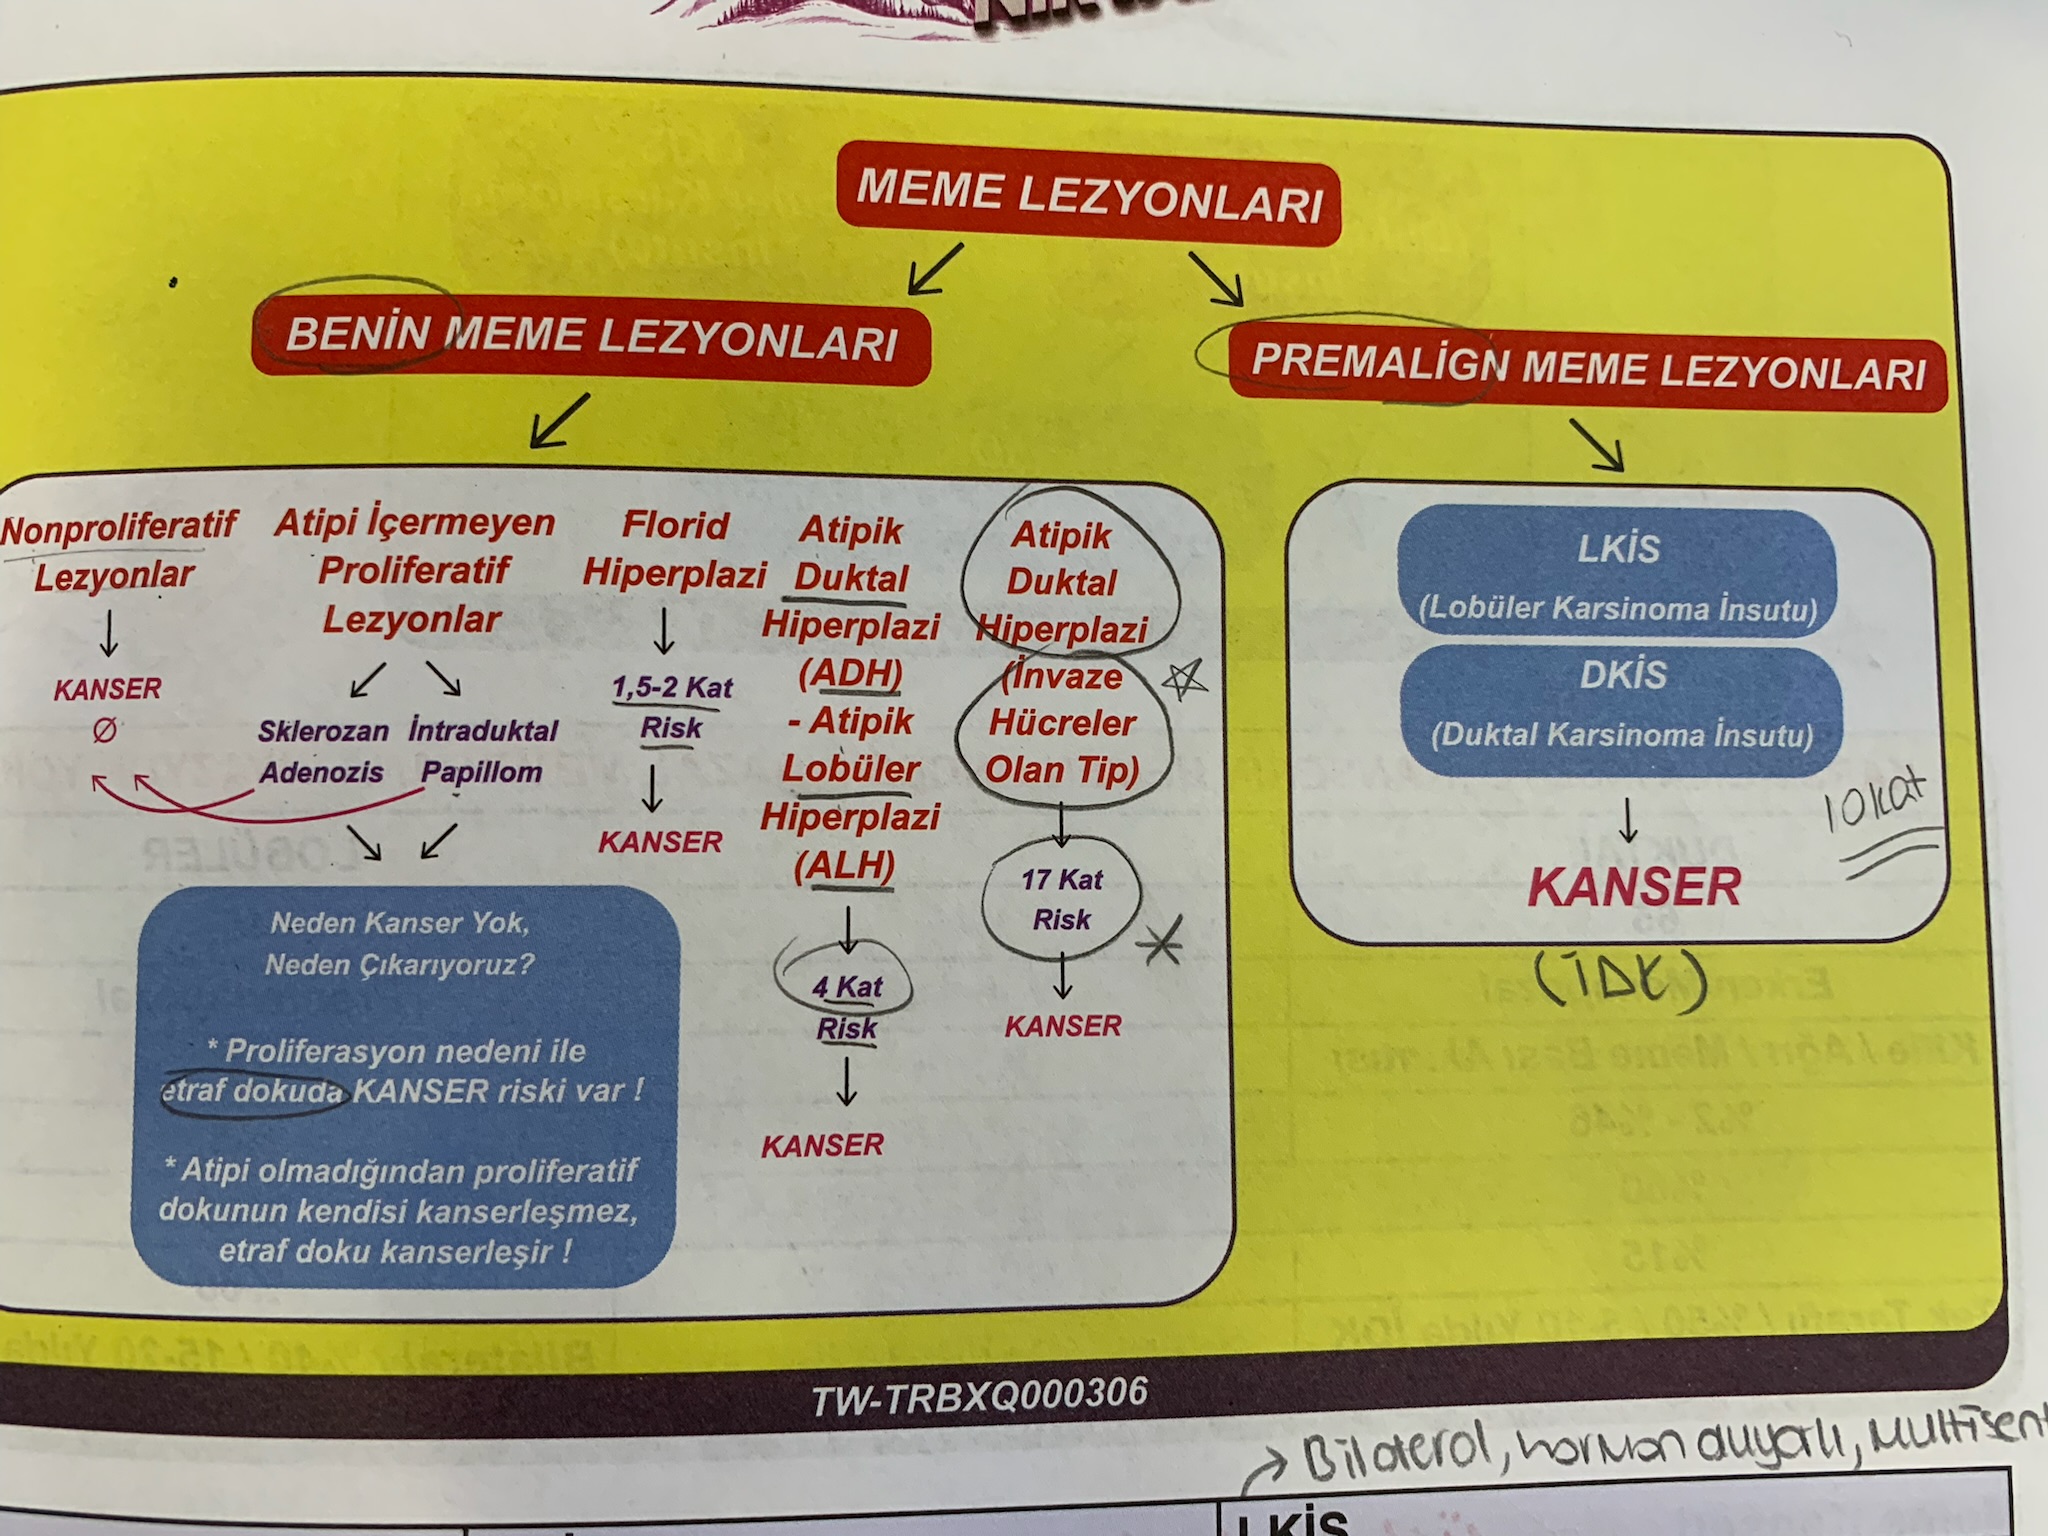 MEME LEZYONLARI
BENİN MEME LEZYONLARI
PREMALİGN MEME LEZYONLARI
Nonproliferatif
Lezyonlar
KANSER
Ø
Atipi İçermeyen
Proliferatif
Lezyonlar
Sklerozan
Adenozis
İntraduktal
Papillom
Neden Kanser Yok,
Neden Çıkarıyoruz?
* Proliferasyon nedeni ile
etraf dokuda KANSER riski var !
* Atipi olmadığından proliferatif
dokunun kendisi kanserleşmez,
etraf doku kanserleşir !
Florid
Hiperplazi
1,5-2 Kat
Risk
KANSER
Atipik
Duktal
Hiperplazi
(ADH)
- Atipik
Lobüler
Hiperplazi
(ALH)
4 Kat
Risk
KANSER
Atipik
Duktal
Hiperplazi
(İnvaze
Hücreler
Olan Tip)
17 Kat
Risk
KANSER
LKİS
(Lobüler Karsinoma İnsutu)
DKİS
(Duktal Karsinoma İnsutu)
10 kat
KANSER
(İDK)
TW-TRBXQ000306
Bilateral, hormon duyarlı, Multisent
LKİS